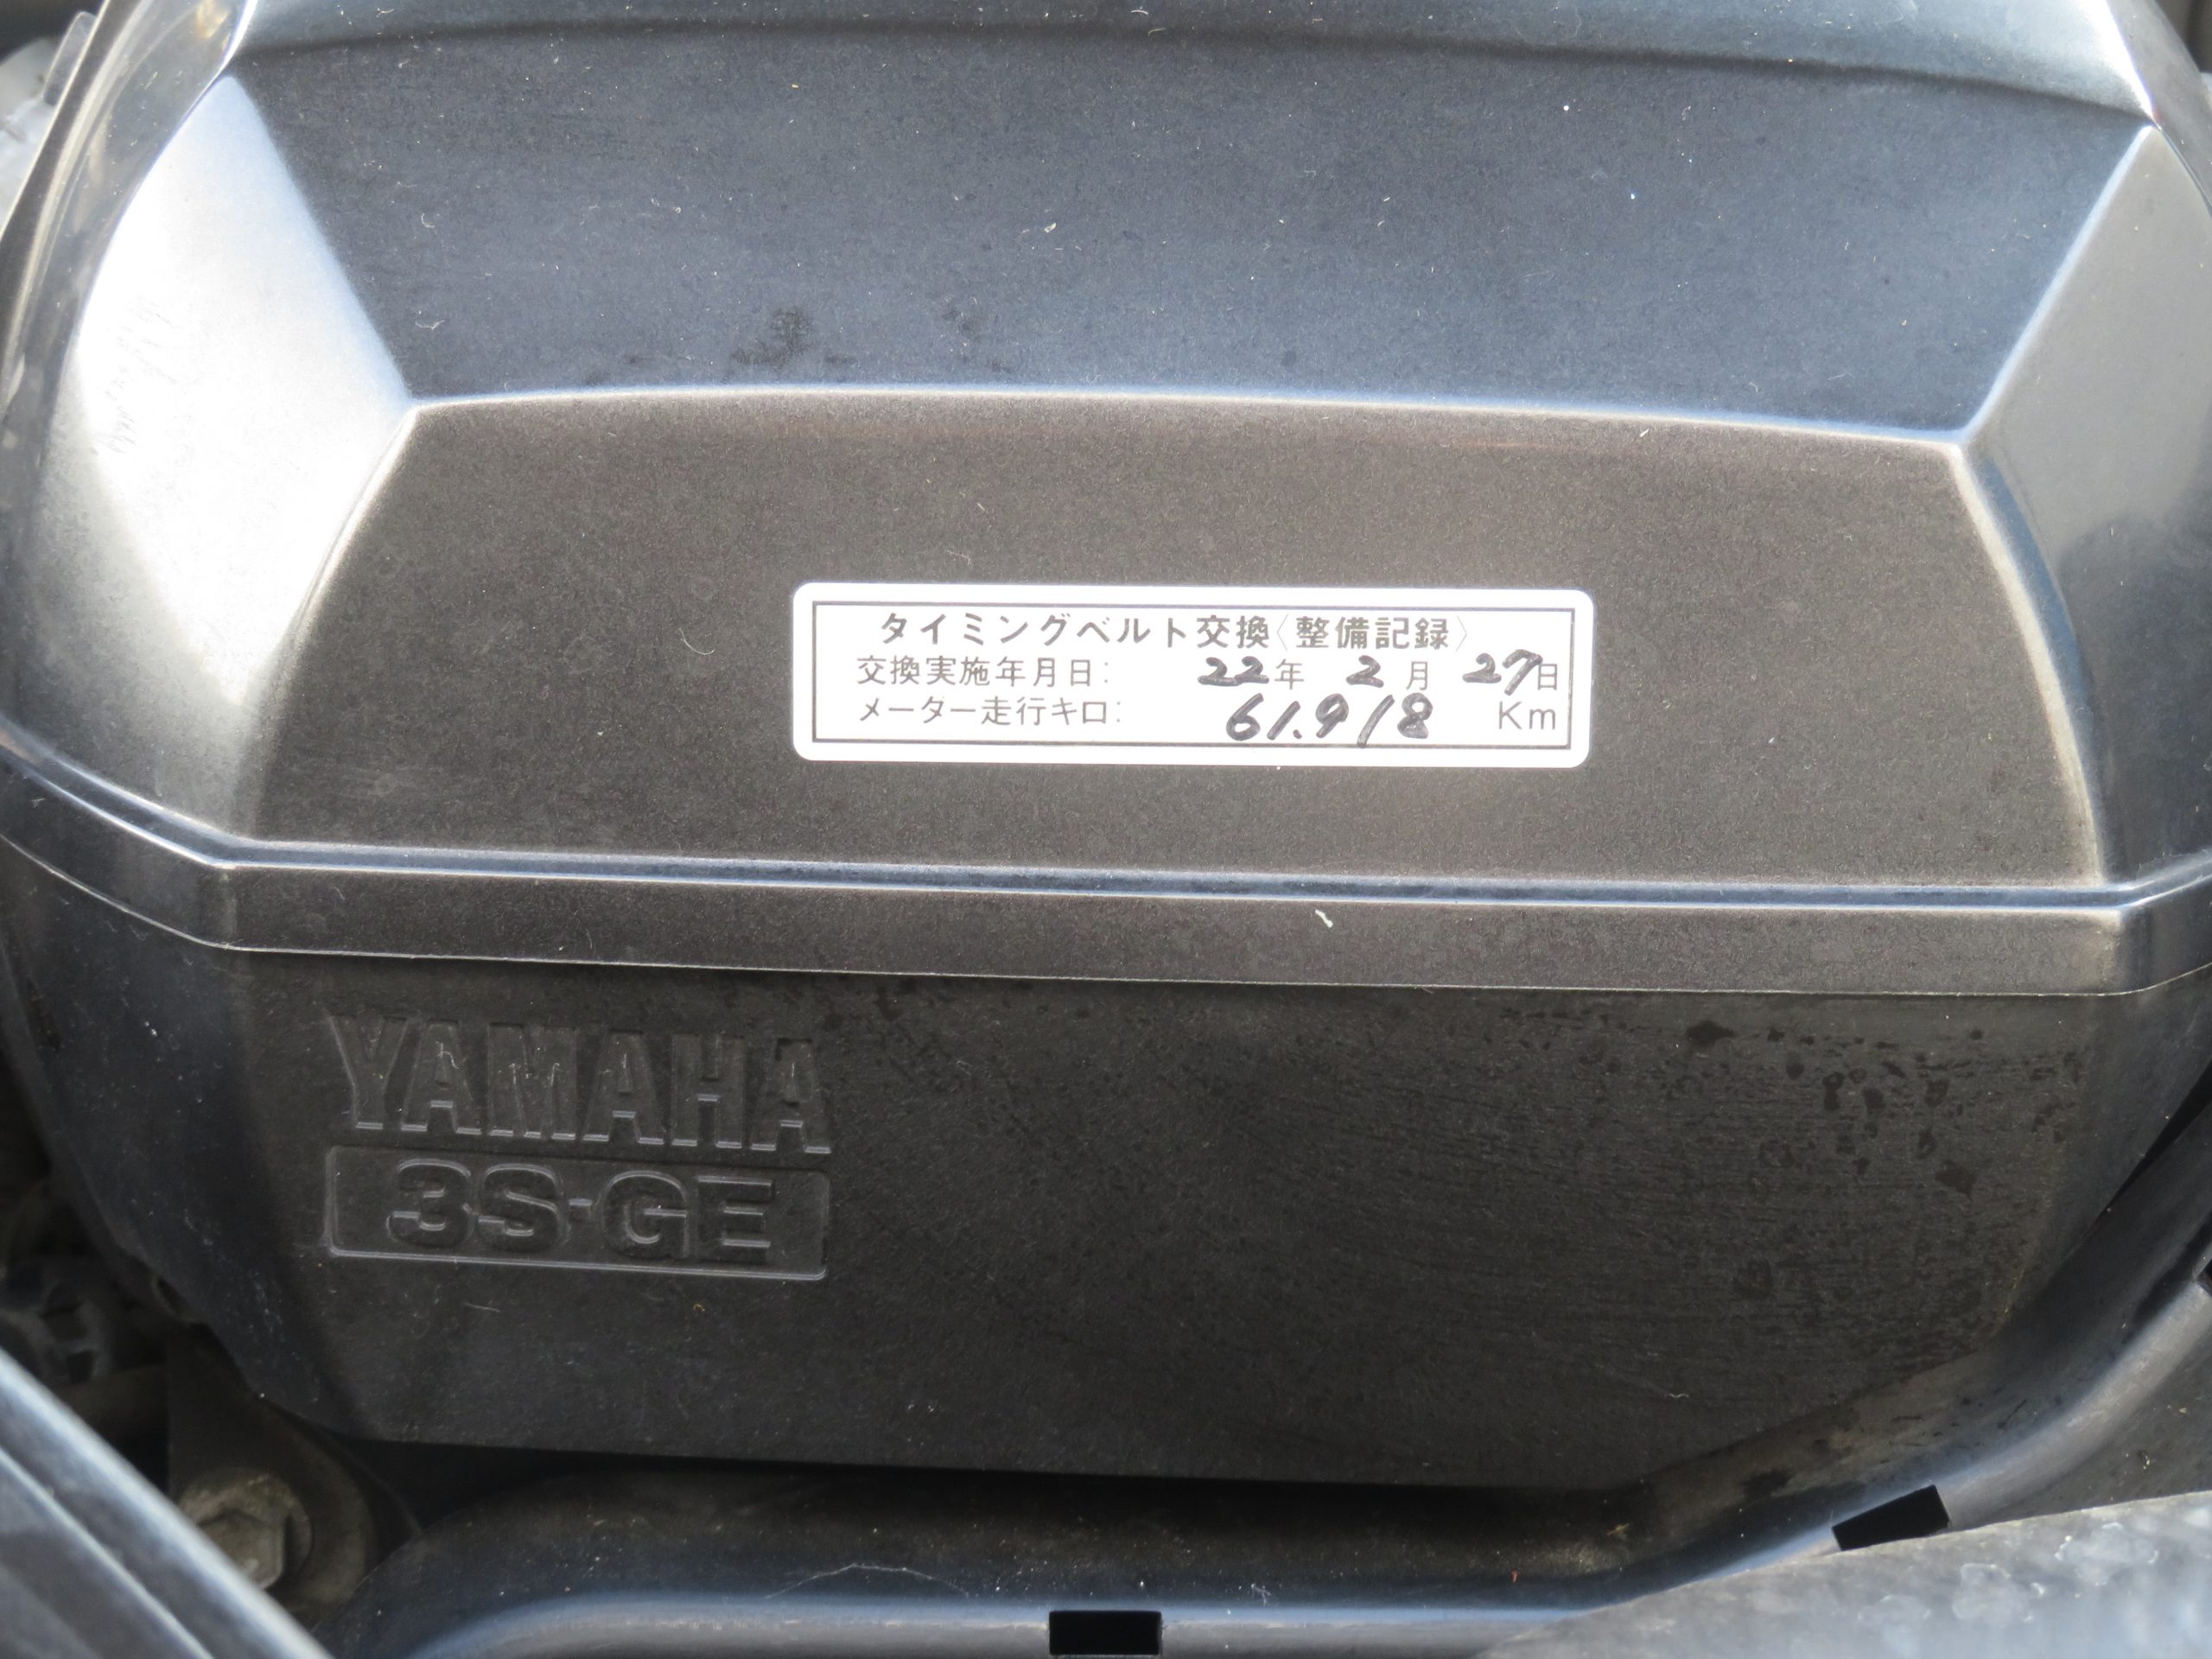 タイミングベルト交換〈整備記録〉
交換実施年月日: 22年 2月 27日
メーター走行キロ: 61.918 Km
YAMAHA
3S-GE